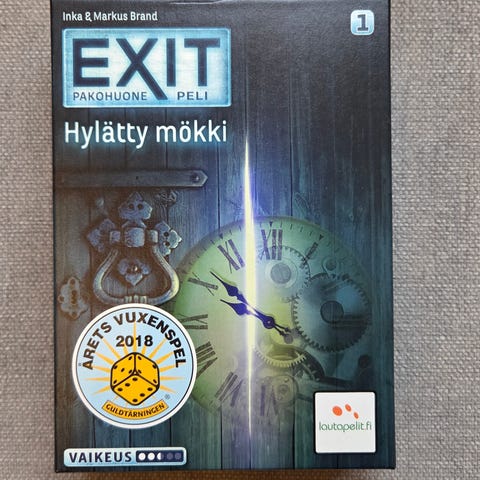 Inka & Markus Brand
1
EXIT
PAKOHUONE PELI
Hylätty mökki
ÅRETS VUXENSPEL
2018
GULDTÄRNINGEN
lautapelit.fi
VAIKEUS